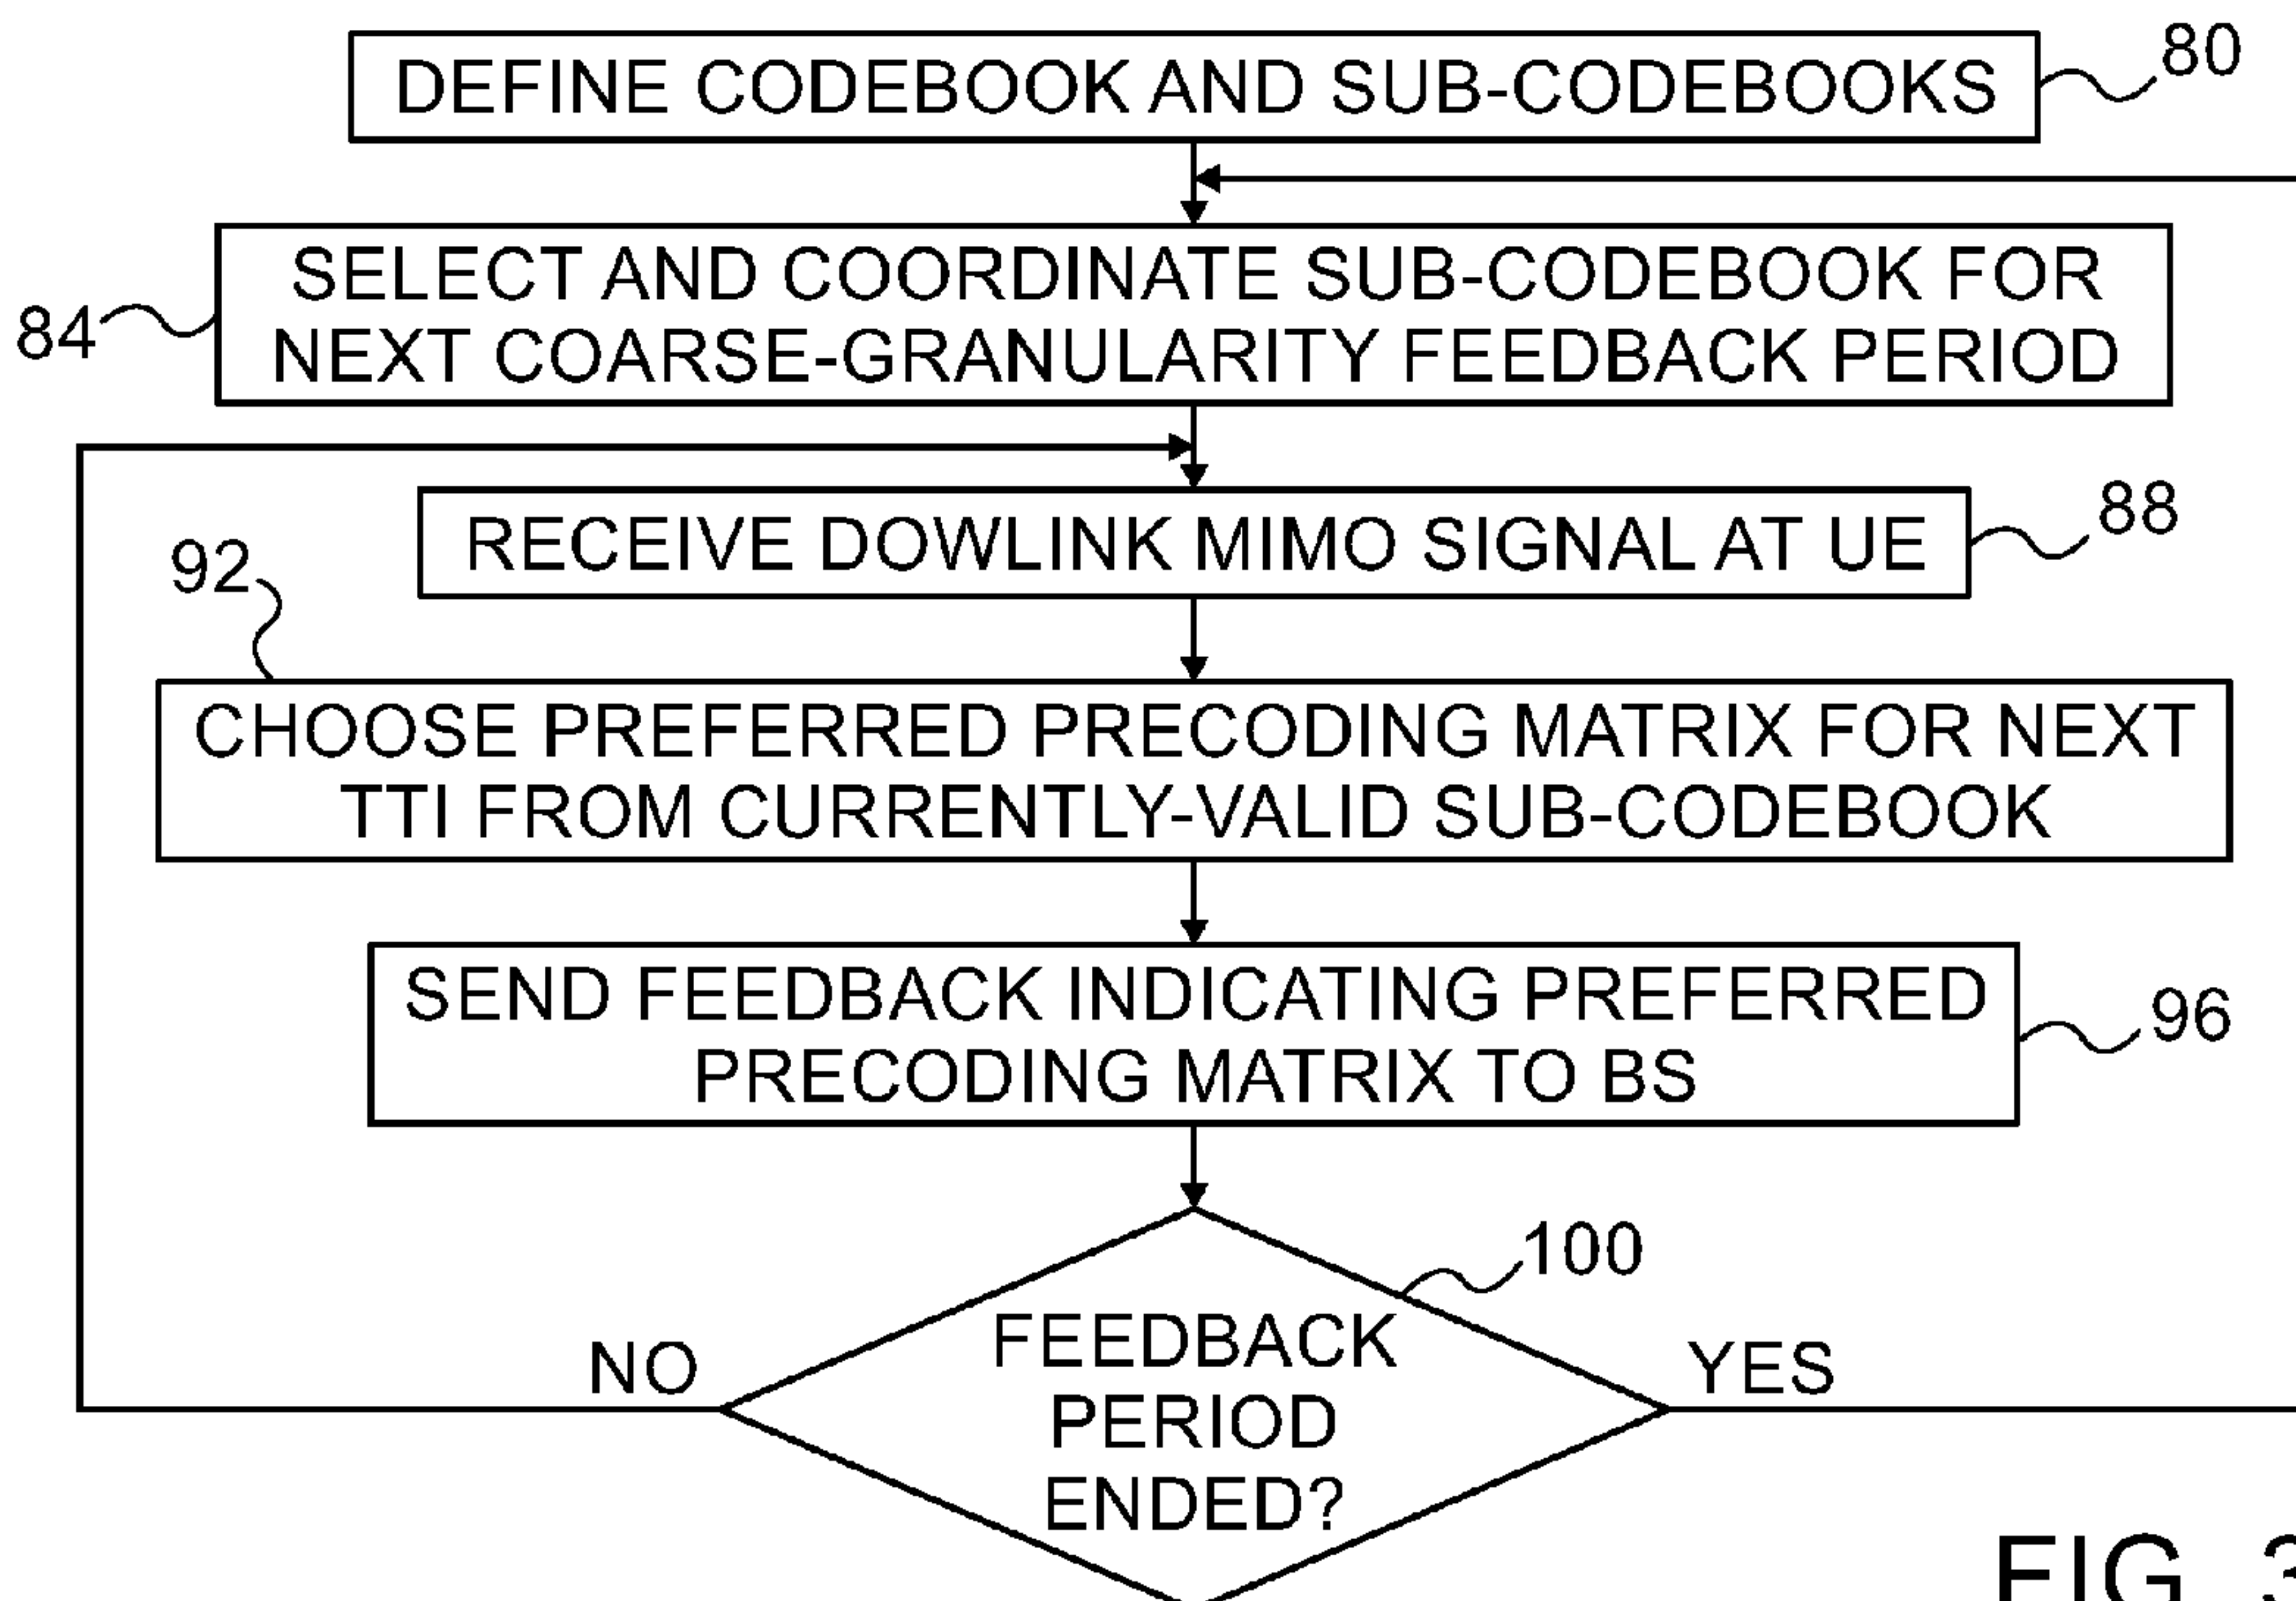 DEFINE CODEBOOK AND SUB-CODEBOOKS
80
SELECT AND COORDINATE SUB-CODEBOOK FOR
NEXT COARSE-GRANULARITY FEEDBACK PERIOD
84
RECEIVE DOWLINK MIMO SIGNAL AT UE
88
92
CHOOSE PREFERRED PRECODING MATRIX FOR NEXT
TTI FROM CURRENTLY-VALID SUB-CODEBOOK
SEND FEEDBACK INDICATING PREFERRED
PRECODING MATRIX TO BS
96
100
FEEDBACK
PERIOD
ENDED?
NO
YES
FIG. 3